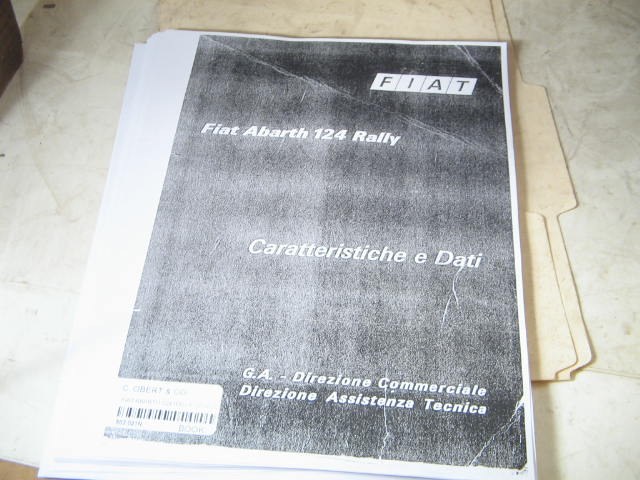 FIAT
Fiat Abarth 124 Rally
Caratteristiche e Dati
G.A. - Direzione Commerciale
Direzione Assistenza Tecnica
C. OBERT & CO.
BOOK